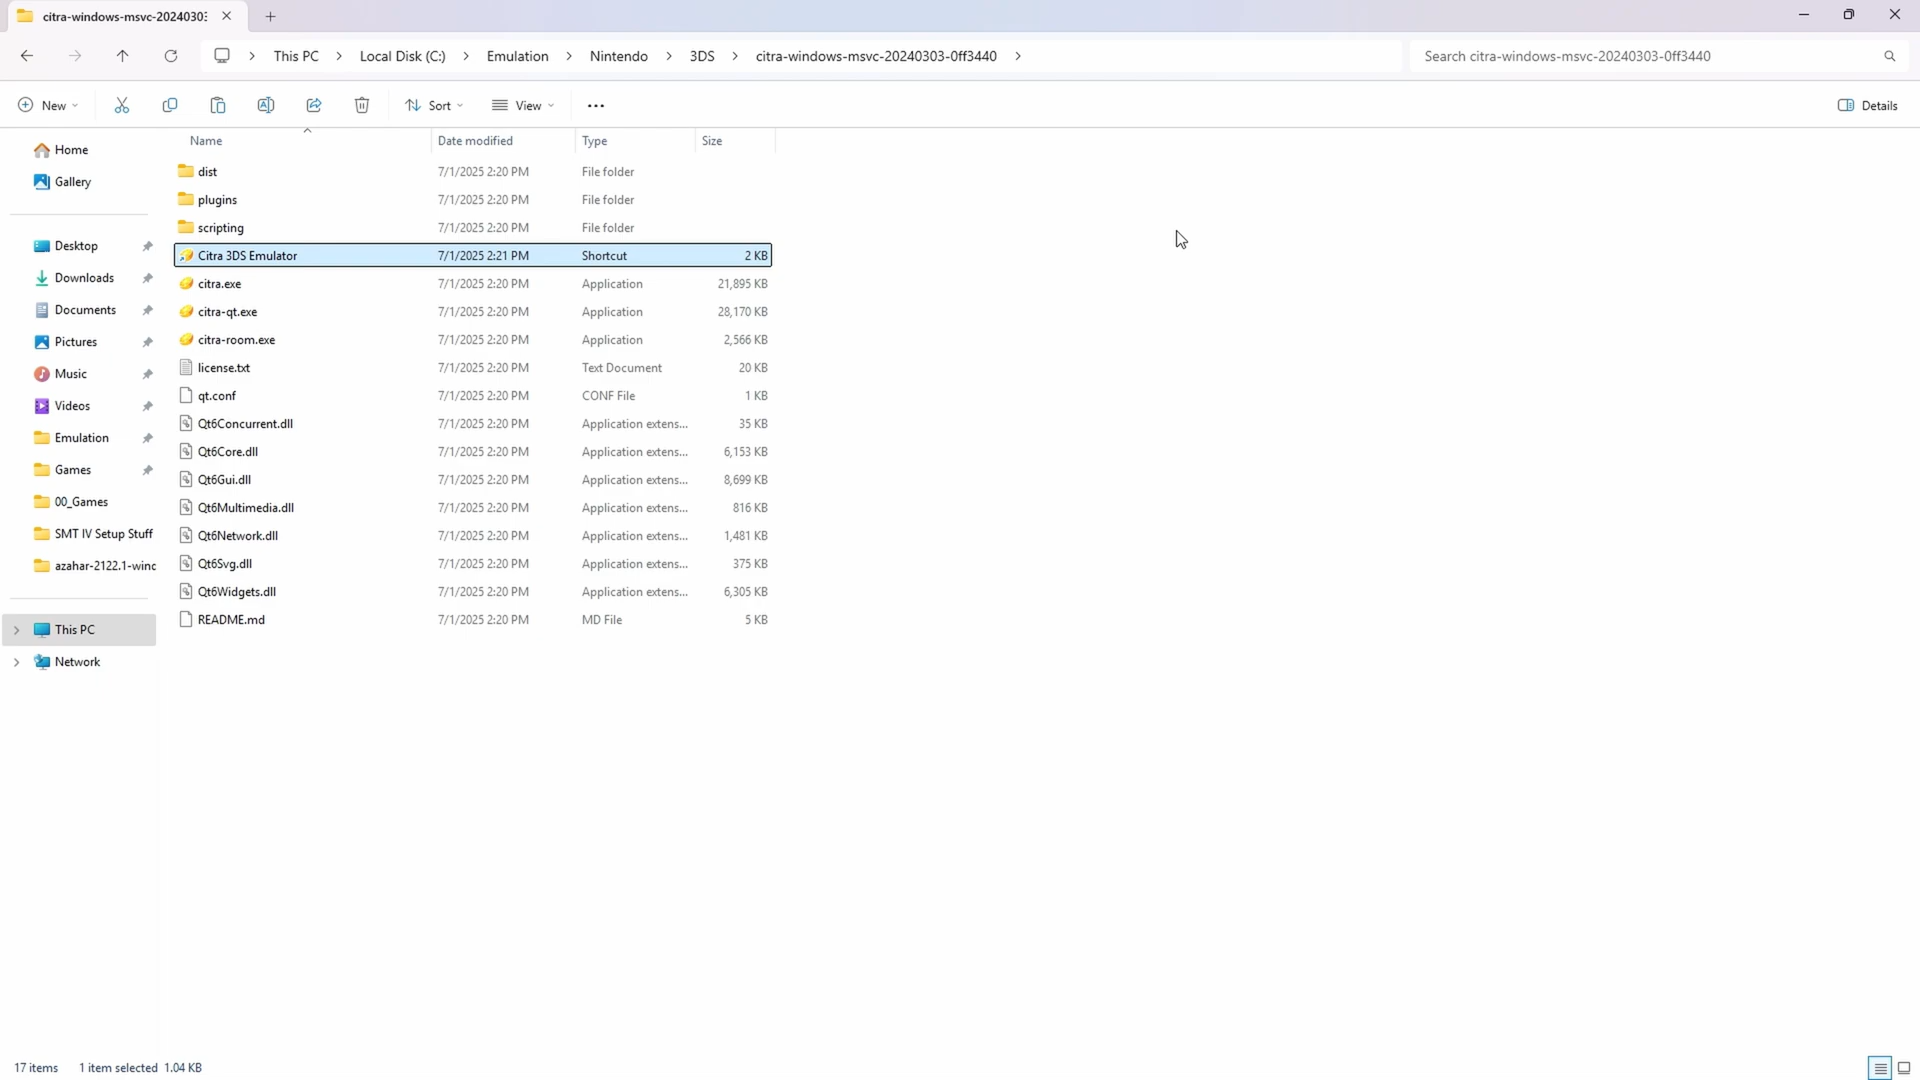 citra-windows-msvc-2024030:
This PC Local Disk (C:) Emulation Nintendo 3DS citra-windows-msvc-20240303-0ff3440
Search citra-windows-msvc-20240303-0ff3440
New Sort View Details
Name Date modified Type Size
Home
Gallery
Desktop
Downloads
Documents
Pictures
Music
Videos
Emulation
Games
00_Games
SMT IV Setup Stuff
azahar-2122.1-winc
This PC
Network
dist 7/1/2025 2:20 PM File folder
plugins 7/1/2025 2:20 PM File folder
scripting 7/1/2025 2:20 PM File folder
Citra 3DS Emulator 7/1/2025 2:21 PM Shortcut 2 KB
citra.exe 7/1/2025 2:20 PM Application 21,895 KB
citra-qt.exe 7/1/2025 2:20 PM Application 28,170 KB
citra-room.exe 7/1/2025 2:20 PM Application 2,566 KB
license.txt 7/1/2025 2:20 PM Text Document 20 KB
qt.conf 7/1/2025 2:20 PM CONF File 1 KB
Qt6Concurrent.dll 7/1/2025 2:20 PM Application extens... 35 KB
Qt6Core.dll 7/1/2025 2:20 PM Application extens... 6,153 KB
Qt6Gui.dll 7/1/2025 2:20 PM Application extens... 8,699 KB
Qt6Multimedia.dll 7/1/2025 2:20 PM Application extens... 816 KB
Qt6Network.dll 7/1/2025 2:20 PM Application extens... 1,481 KB
Qt6Svg.dll 7/1/2025 2:20 PM Application extens... 375 KB
Qt6Widgets.dll 7/1/2025 2:20 PM Application extens... 6,305 KB
README.md 7/1/2025 2:20 PM MD File 5 KB
17 items 1 item selected 1.04 KB